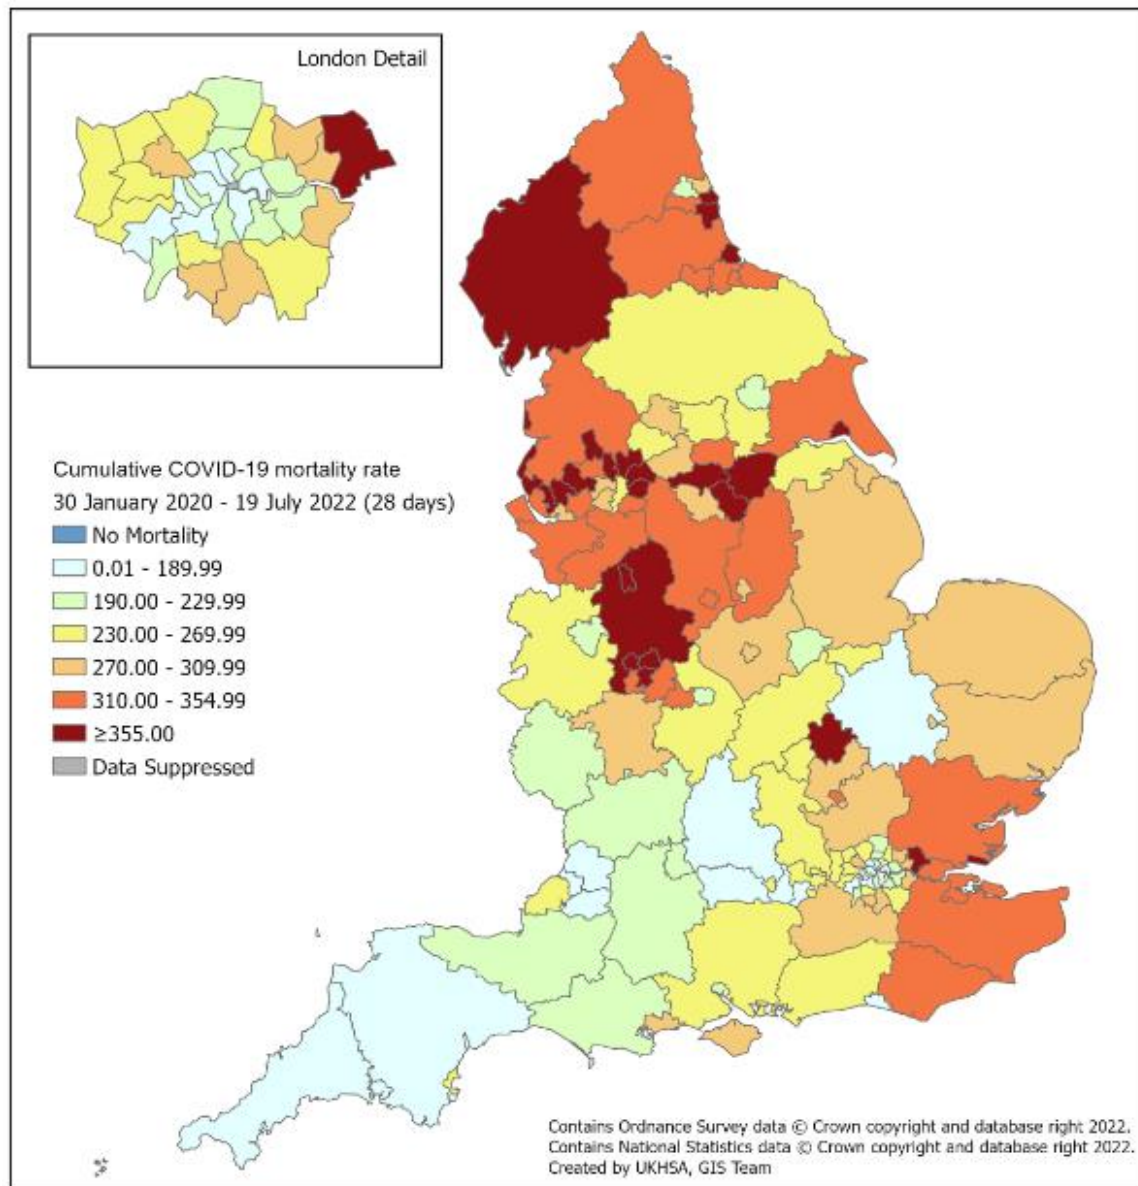 London Detail
Cumulative COVID-19 mortality rate
30 January 2020 - 19 July 2022 (28 days)
No Mortality
0.01 - 189.99
190.00 - 229.99
230.00 - 269.99
270.00 - 309.99
310.00 - 354.99
≥355.00
Data Suppressed
Contains Ordnance Survey data © Crown copyright and database right 2022.
Contains National Statistics data © Crown copyright and database right 2022.
Created by UKHSA, GIS Team